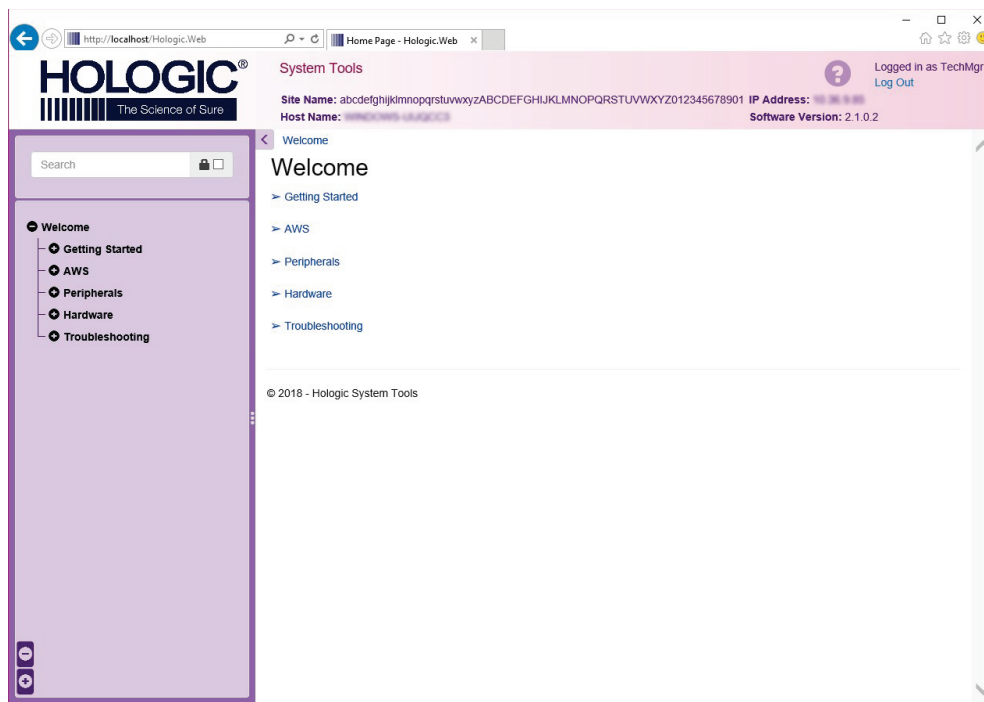 http://localhost/Hologic.Web
Home Page - Hologic.Web
HOLOGIC®
The Science of Sure
System Tools
Logged in as TechMgr
Log Out
Site Name: abcdefghijklmnopqrstuvwxyzABCDEFGHIJKLMNOPQRSTUVWXYZ012345678901 IP Address:
Host Name:
Software Version: 2.1.0.2
Search
Welcome
Getting Started
AWS
Peripherals
Hardware
Troubleshooting
Welcome
Welcome
➢ Getting Started
➢ AWS
➢ Peripherals
➢ Hardware
➢ Troubleshooting
© 2018 - Hologic System Tools